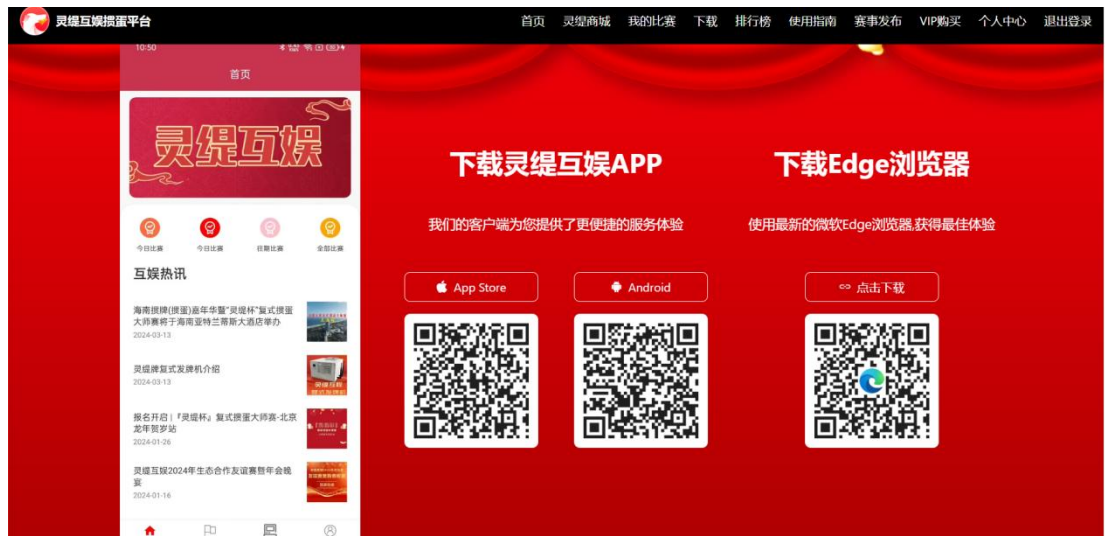 灵缇互娱掼蛋平台
首页 灵缇商城 我的比赛 下载 排行榜 使用指南 赛事发布 VIP购买 个人中心 退出登录
10:50
首页
灵缇互娱
今日比赛 今日比赛 往期比赛 全部比赛
互娱热讯
海南掼牌(掼蛋)嘉年华暨“灵缇杯”复式掼蛋
大师赛将于海南亚特兰蒂斯大酒店举办
2024-03-13
灵缇牌复式发牌机介绍
2024-03-13
灵缇互娱
报名开启 | 『灵缇杯』复式掼蛋大师赛-北京
龙年贺岁站
2024-01-26
灵缇互娱2024年生态合作友谊赛暨年会晚
宴
2024-01-16
下载灵缇互娱APP
我们的客户端为您提供了更便捷的服务体验
App Store
Android
下载Edge浏览器
使用最新的微软Edge浏览器,获得最佳体验
点击下载